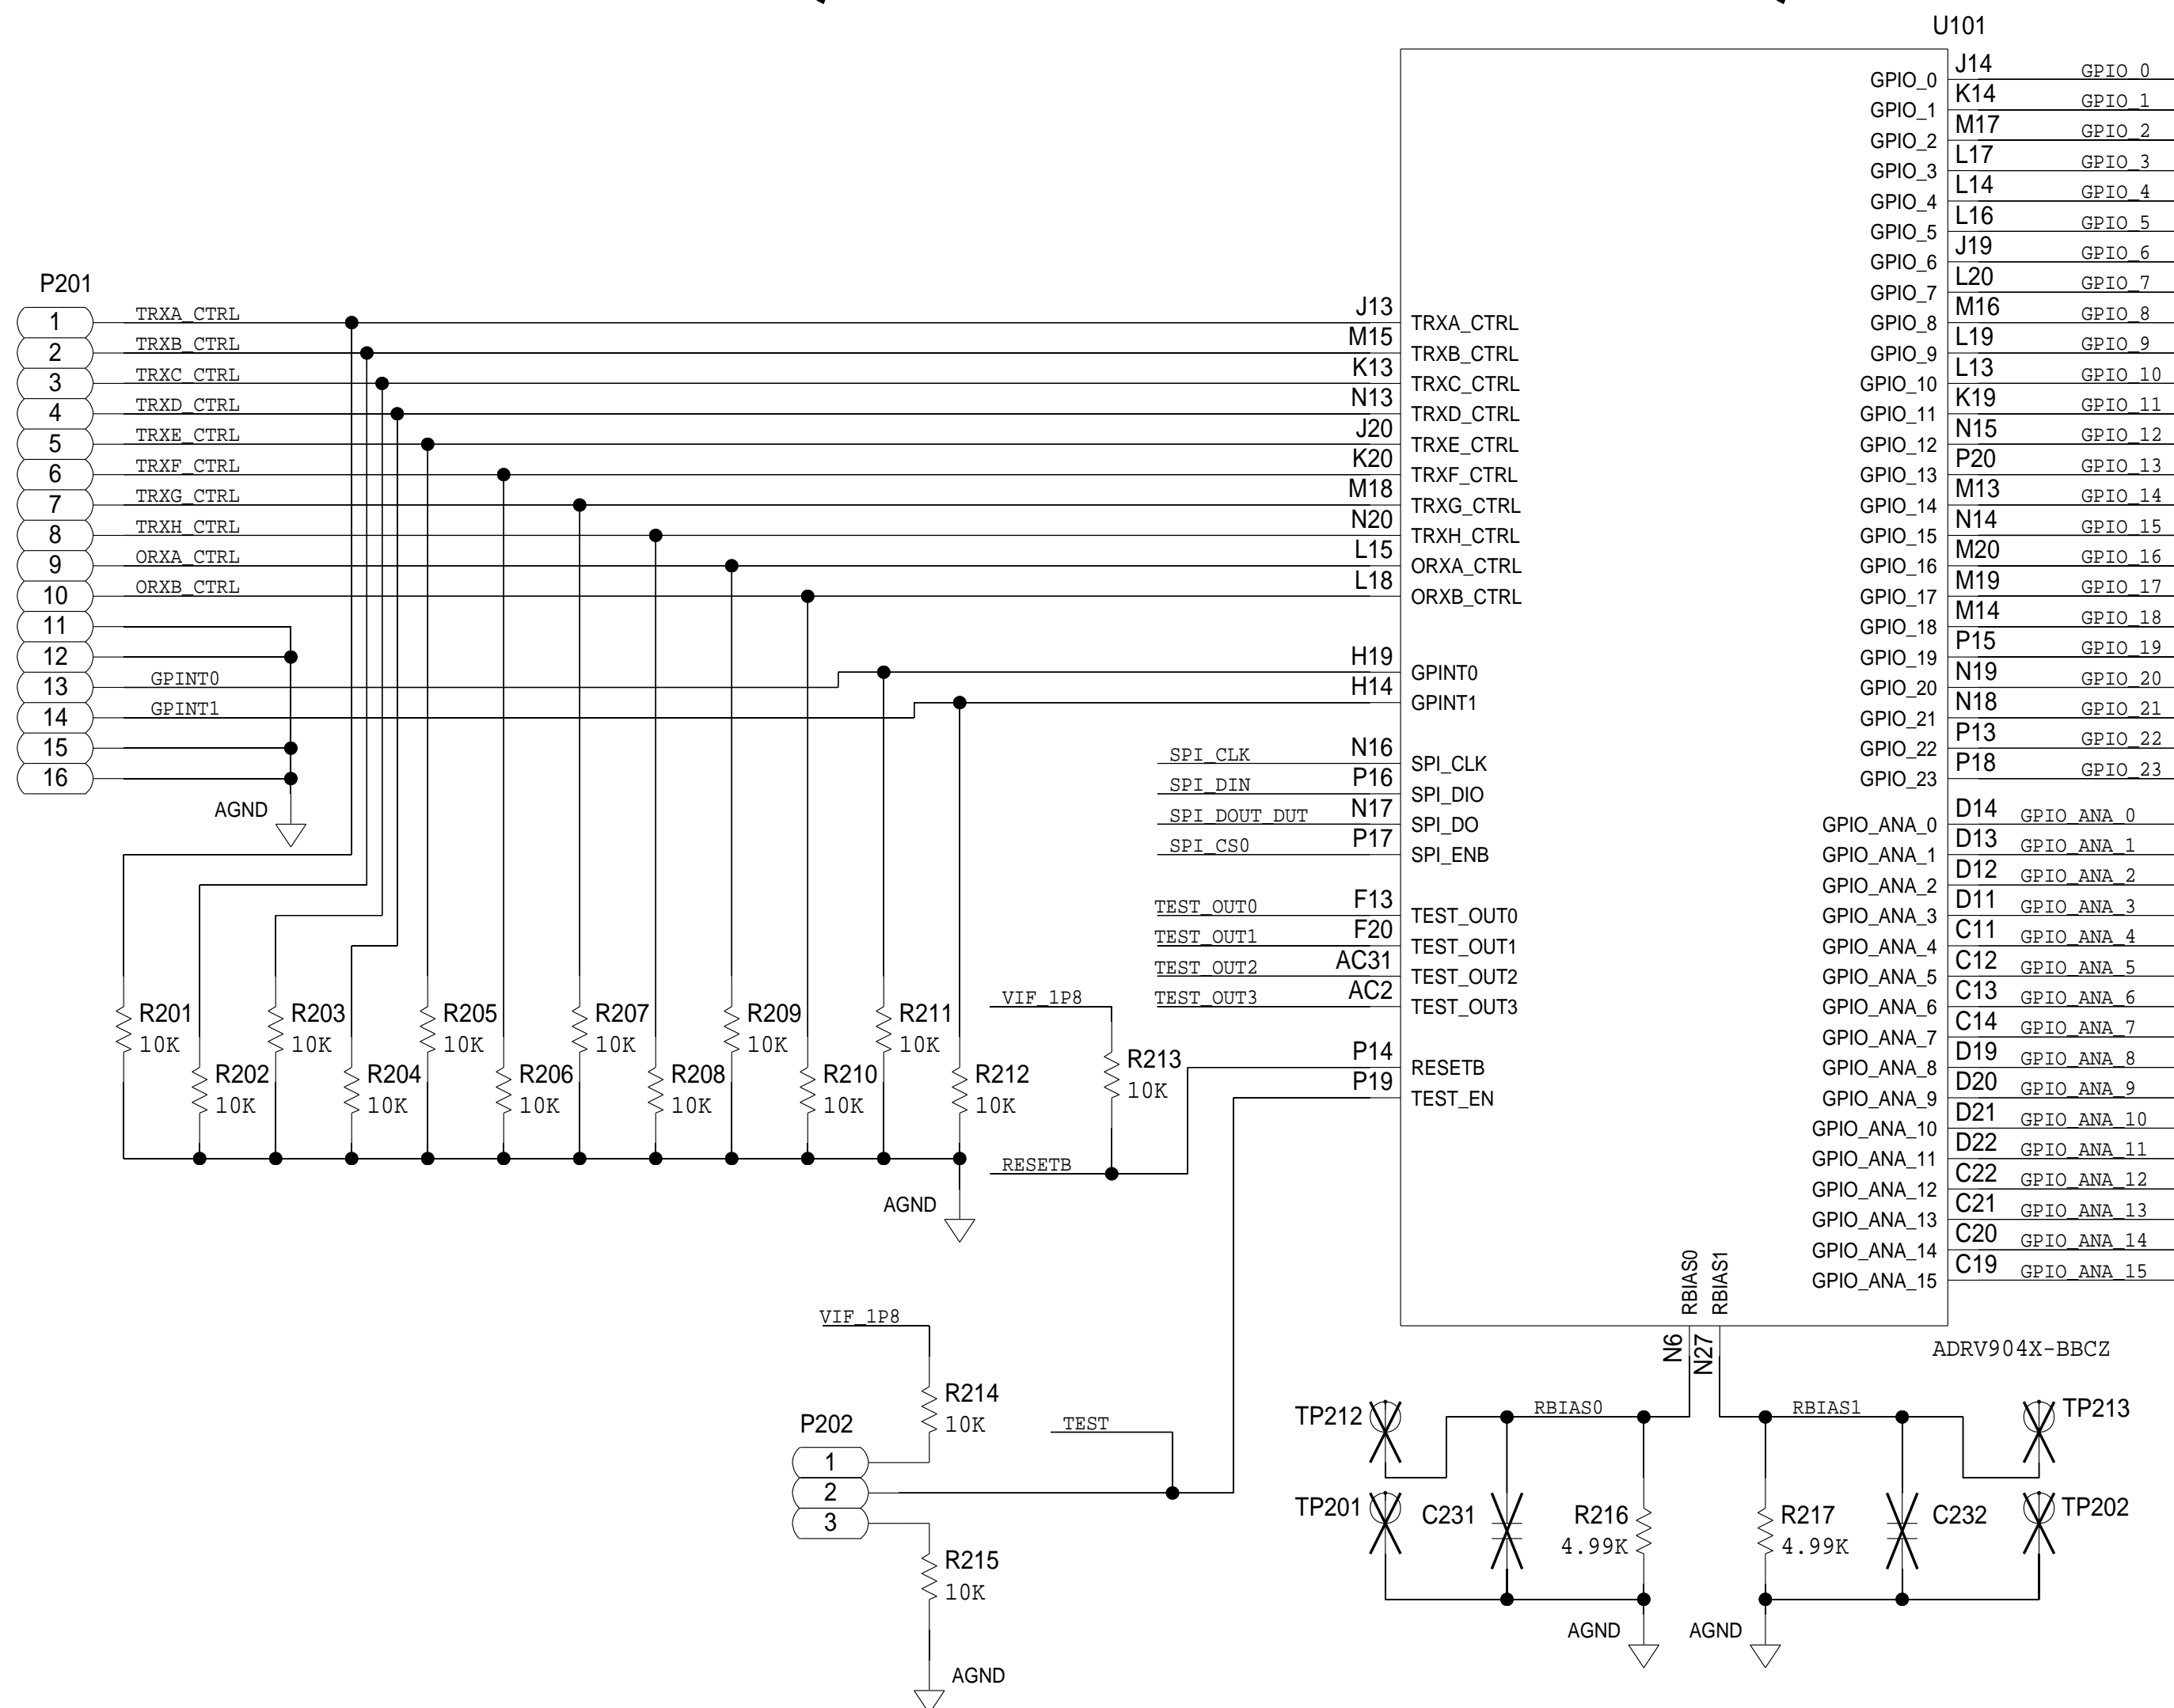 U101
P201
1 TRXA_CTRL
2 TRXB_CTRL
3 TRXC_CTRL
4 TRXD_CTRL
5 TRXE_CTRL
6 TRXF_CTRL
7 TRXG_CTRL
8 TRXH_CTRL
9 ORXA_CTRL
10 ORXB_CTRL
11
12
13 GPINT0
14 GPINT1
15
16
AGND
J13 TRXA_CTRL
M15 TRXB_CTRL
K13 TRXC_CTRL
N13 TRXD_CTRL
J20 TRXE_CTRL
K20 TRXF_CTRL
M18 TRXG_CTRL
N20 TRXH_CTRL
L15 ORXA_CTRL
L18 ORXB_CTRL
H19 GPINT0
H14 GPINT1
SPI_CLK N16 SPI_CLK
SPI_DIN P16 SPI_DIO
SPI_DOUT_DUT N17 SPI_DO
SPI_CS0 P17 SPI_ENB
TEST_OUT0 F13 TEST_OUT0
TEST_OUT1 F20 TEST_OUT1
TEST_OUT2 AC31 TEST_OUT2
TEST_OUT3 AC2 TEST_OUT3
P14 RESETB
P19 TEST_EN
GPIO_0 J14 GPIO_0
GPIO_1 K14 GPIO_1
GPIO_2 M17 GPIO_2
GPIO_3 L17 GPIO_3
GPIO_4 L14 GPIO_4
GPIO_5 L16 GPIO_5
GPIO_6 J19 GPIO_6
GPIO_7 L20 GPIO_7
GPIO_8 M16 GPIO_8
GPIO_9 L19 GPIO_9
GPIO_10 L13 GPIO_10
GPIO_11 K19 GPIO_11
GPIO_12 N15 GPIO_12
GPIO_13 P20 GPIO_13
GPIO_14 M13 GPIO_14
GPIO_15 N14 GPIO_15
GPIO_16 M20 GPIO_16
GPIO_17 M19 GPIO_17
GPIO_18 M14 GPIO_18
GPIO_19 P15 GPIO_19
GPIO_20 N19 GPIO_20
GPIO_21 N18 GPIO_21
GPIO_22 P13 GPIO_22
GPIO_23 P18 GPIO_23
GPIO_ANA_0 D14 GPIO_ANA_0
GPIO_ANA_1 D13 GPIO_ANA_1
GPIO_ANA_2 D12 GPIO_ANA_2
GPIO_ANA_3 D11 GPIO_ANA_3
GPIO_ANA_4 C11 GPIO_ANA_4
GPIO_ANA_5 C12 GPIO_ANA_5
GPIO_ANA_6 C13 GPIO_ANA_6
GPIO_ANA_7 C14 GPIO_ANA_7
GPIO_ANA_8 D19 GPIO_ANA_8
GPIO_ANA_9 D20 GPIO_ANA_9
GPIO_ANA_10 D21 GPIO_ANA_10
GPIO_ANA_11 D22 GPIO_ANA_11
GPIO_ANA_12 C22 GPIO_ANA_12
GPIO_ANA_13 C21 GPIO_ANA_13
GPIO_ANA_14 C20 GPIO_ANA_14
GPIO_ANA_15 C19 GPIO_ANA_15
R201
10K
R202
10K
R203
10K
R204
10K
R205
10K
R206
10K
R207
10K
R208
10K
R209
10K
R210
10K
R211
10K
R212
10K
VIF_1P8
R213
10K
RESETB
AGND
RBIAS0
RBIAS1
N6
N27
ADRV904X-BBCZ
VIF_1P8
R214
10K
P202
1
2
3
TEST
R215
10K
AGND
TP212
RBIAS0
RBIAS1
TP213
TP201
C231
R216
4.99K
R217
4.99K
C232
TP202
AGND
AGND